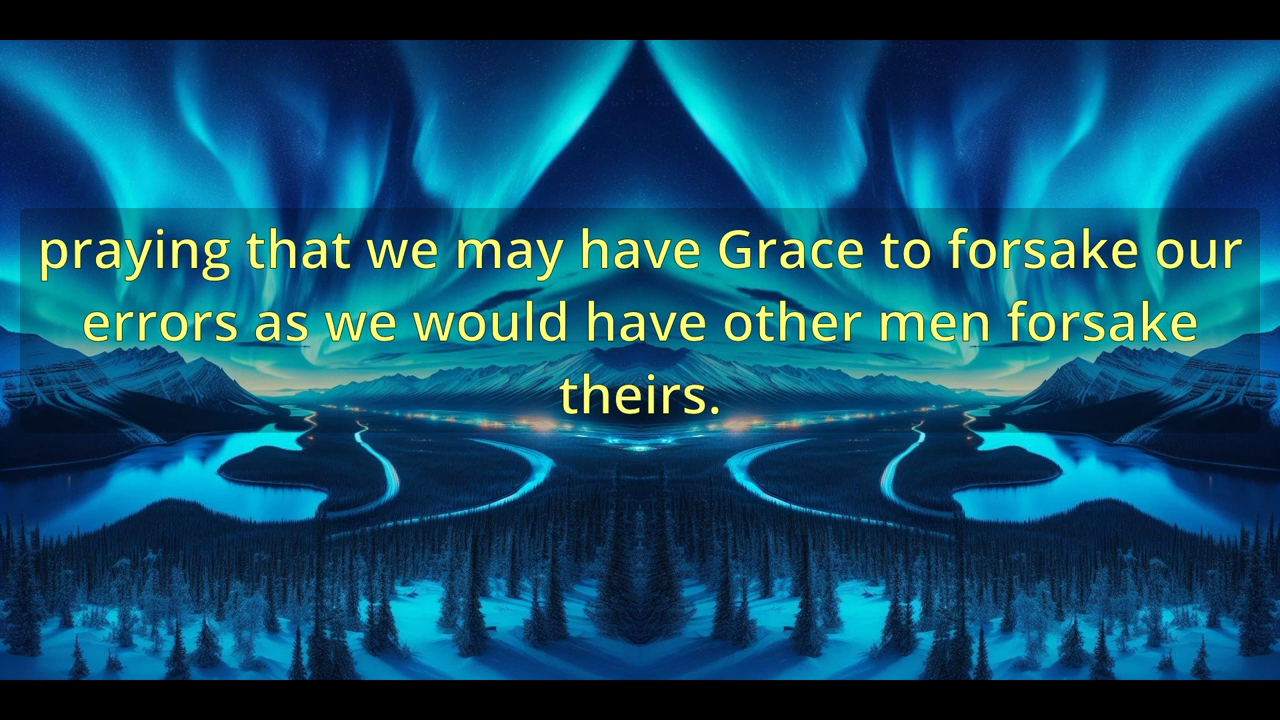 praying that we may have Grace to forsake our
errors as we would have other men forsake
theirs.